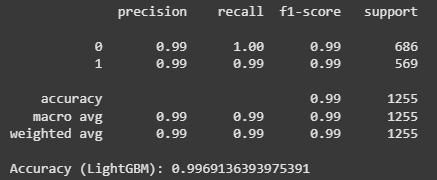 precision recall f1-score support
0 0.99 1.00 0.99 686
1 0.99 0.99 0.99 569
accuracy 0.99 1255
macro avg 0.99 0.99 0.99 1255
weighted avg 0.99 0.99 0.99 1255
Accuracy (LightGBM): 0.9969136393975391